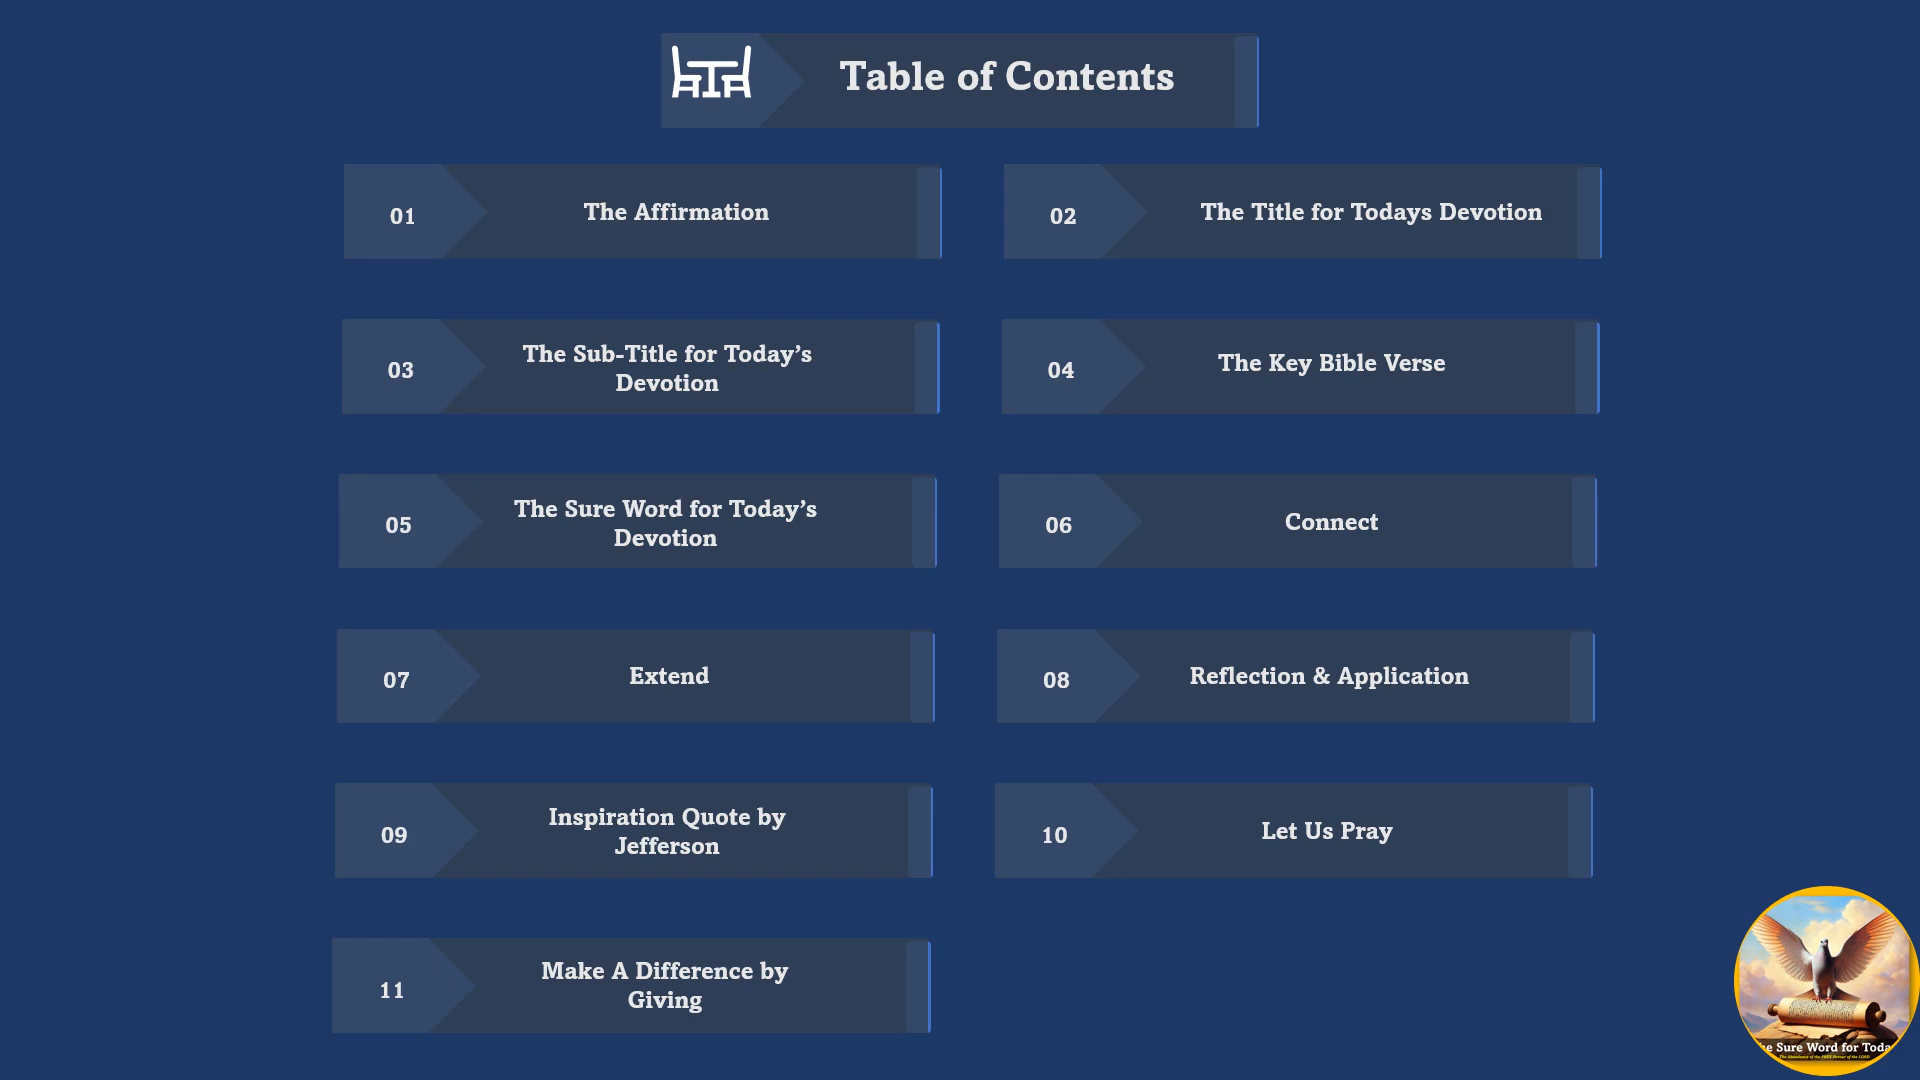 Table of Contents
01
The Affirmation
02
The Title for Todays Devotion
03
The Sub-Title for Today’s
Devotion
04
The Key Bible Verse
05
The Sure Word for Today’s
Devotion
06
Connect
07
Extend
08
Reflection & Application
09
Inspiration Quote by
Jefferson
10
Let Us Pray
11
Make A Difference by
Giving
Sure Word for